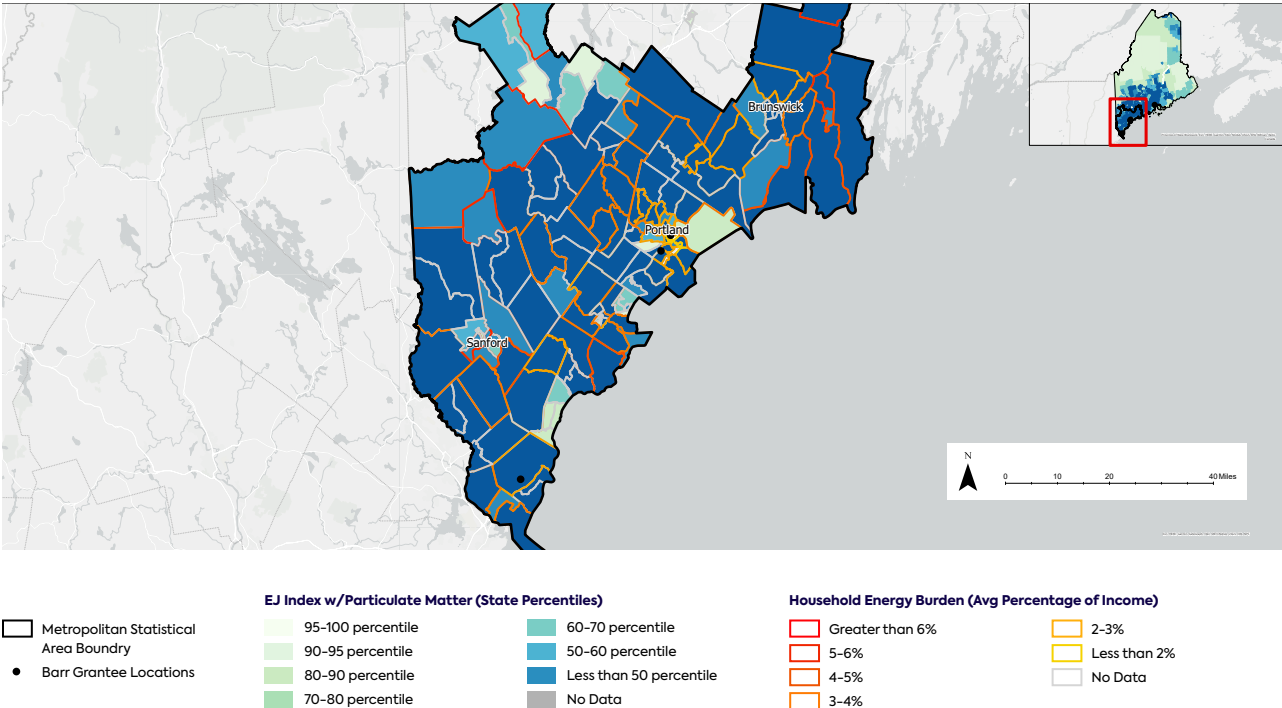 Brunswick
Portland
Sanford
N
0 10 20 40 Miles
EJ Index w/Particulate Matter (State Percentiles)
Household Energy Burden (Avg Percentage of Income)
Metropolitan Statistical
Area Boundry
Barr Grantee Locations
95-100 percentile
90-95 percentile
80-90 percentile
70-80 percentile
60-70 percentile
50-60 percentile
Less than 50 percentile
No Data
Greater than 6%
5-6%
4-5%
3-4%
2-3%
Less than 2%
No Data